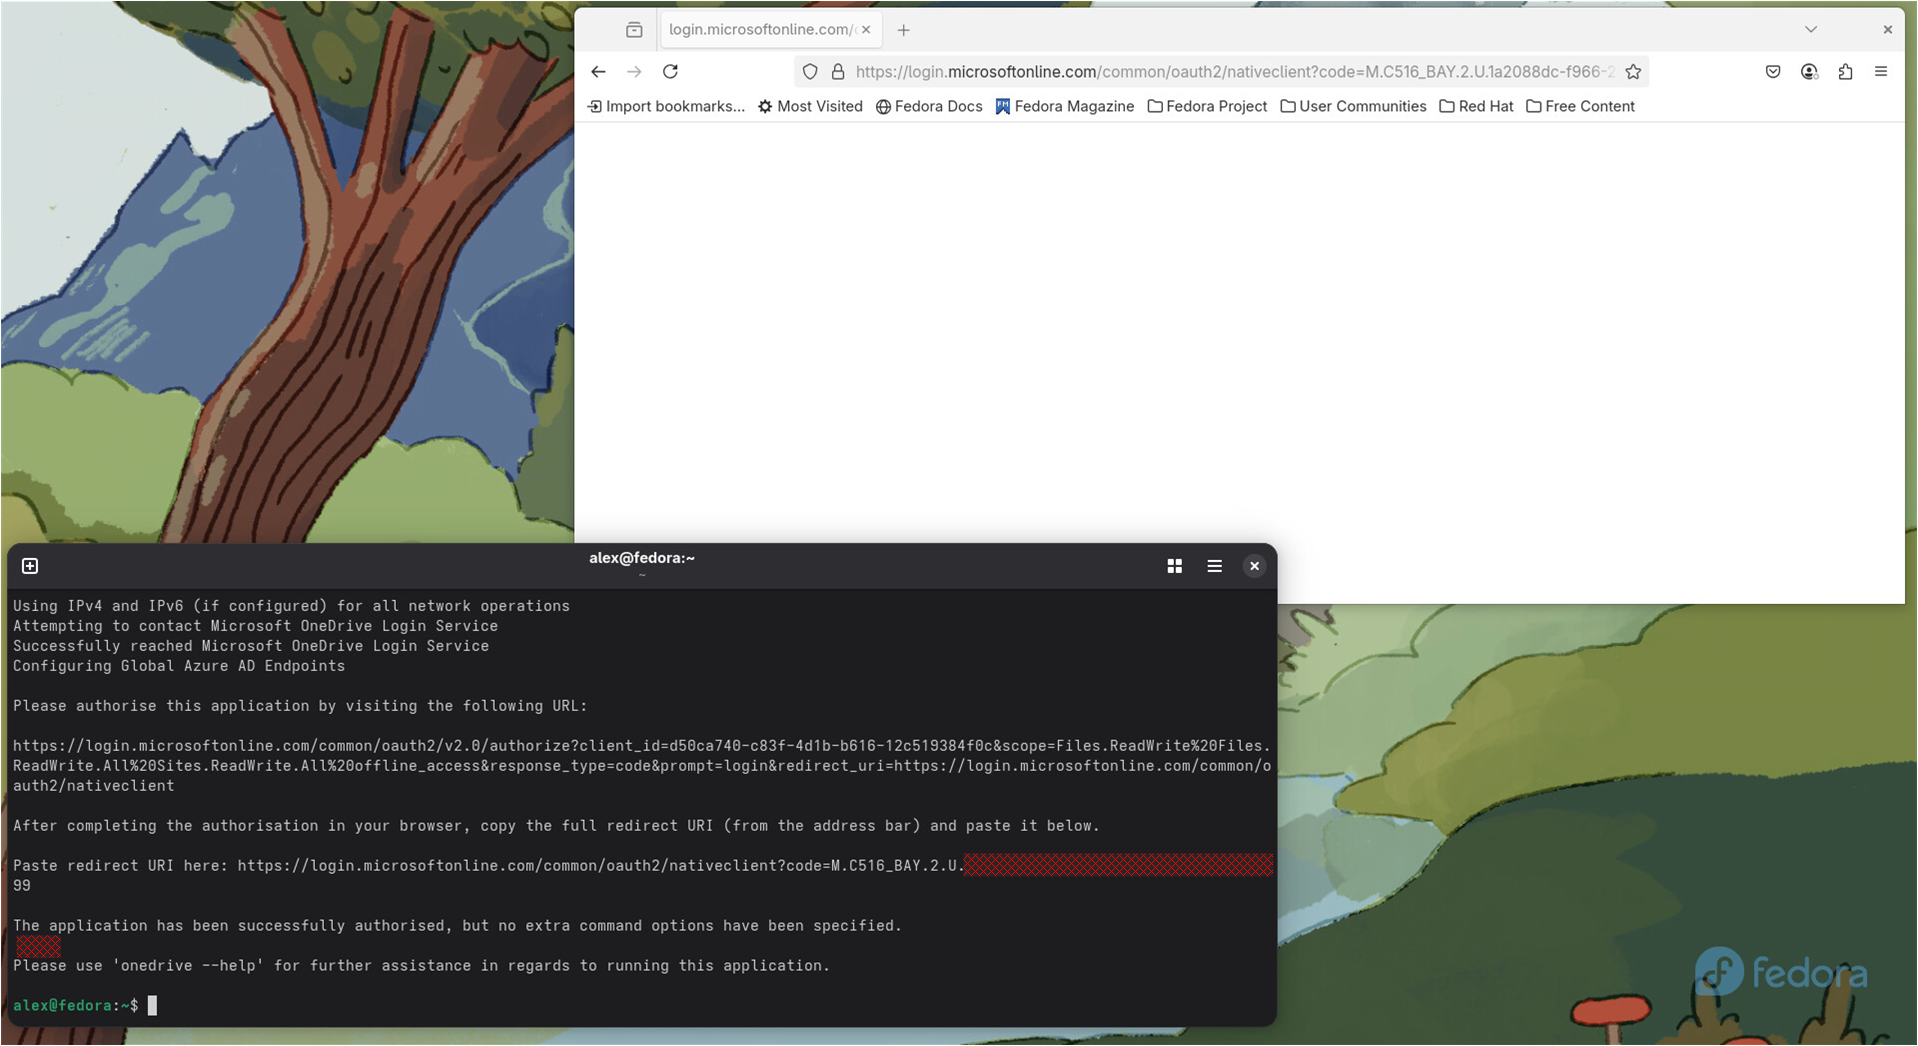 login.microsoftonline.com/
https://login.microsoftonline.com/common/oauth2/nativeclient?code=M.C516_BAY.2.U.1a2088dc-f966-2
Import bookmarks... Most Visited Fedora Docs Fedora Magazine Fedora Project User Communities Red Hat Free Content
alex@fedora:~
~
Using IPv4 and IPv6 (if configured) for all network operations
Attempting to contact Microsoft OneDrive Login Service
Successfully reached Microsoft OneDrive Login Service
Configuring Global Azure AD Endpoints
Please authorise this application by visiting the following URL:
https://login.microsoftonline.com/common/oauth2/v2.0/authorize?client_id=d50ca740-c83f-4d1b-b616-12c519384f0c&scope=Files.ReadWrite%20Files.
ReadWrite.All%20Sites.ReadWrite.All%20offline_access&response_type=code&prompt=login&redirect_uri=https://login.microsoftonline.com/common/o
auth2/nativeclient
After completing the authorisation in your browser, copy the full redirect URI (from the address bar) and paste it below.
Paste redirect URI here: https://login.microsoftonline.com/common/oauth2/nativeclient?code=M.C516_BAY.2.U.
99
The application has been successfully authorised, but no extra command options have been specified.
Please use 'onedrive --help' for further assistance in regards to running this application.
alex@fedora:~$
fedora